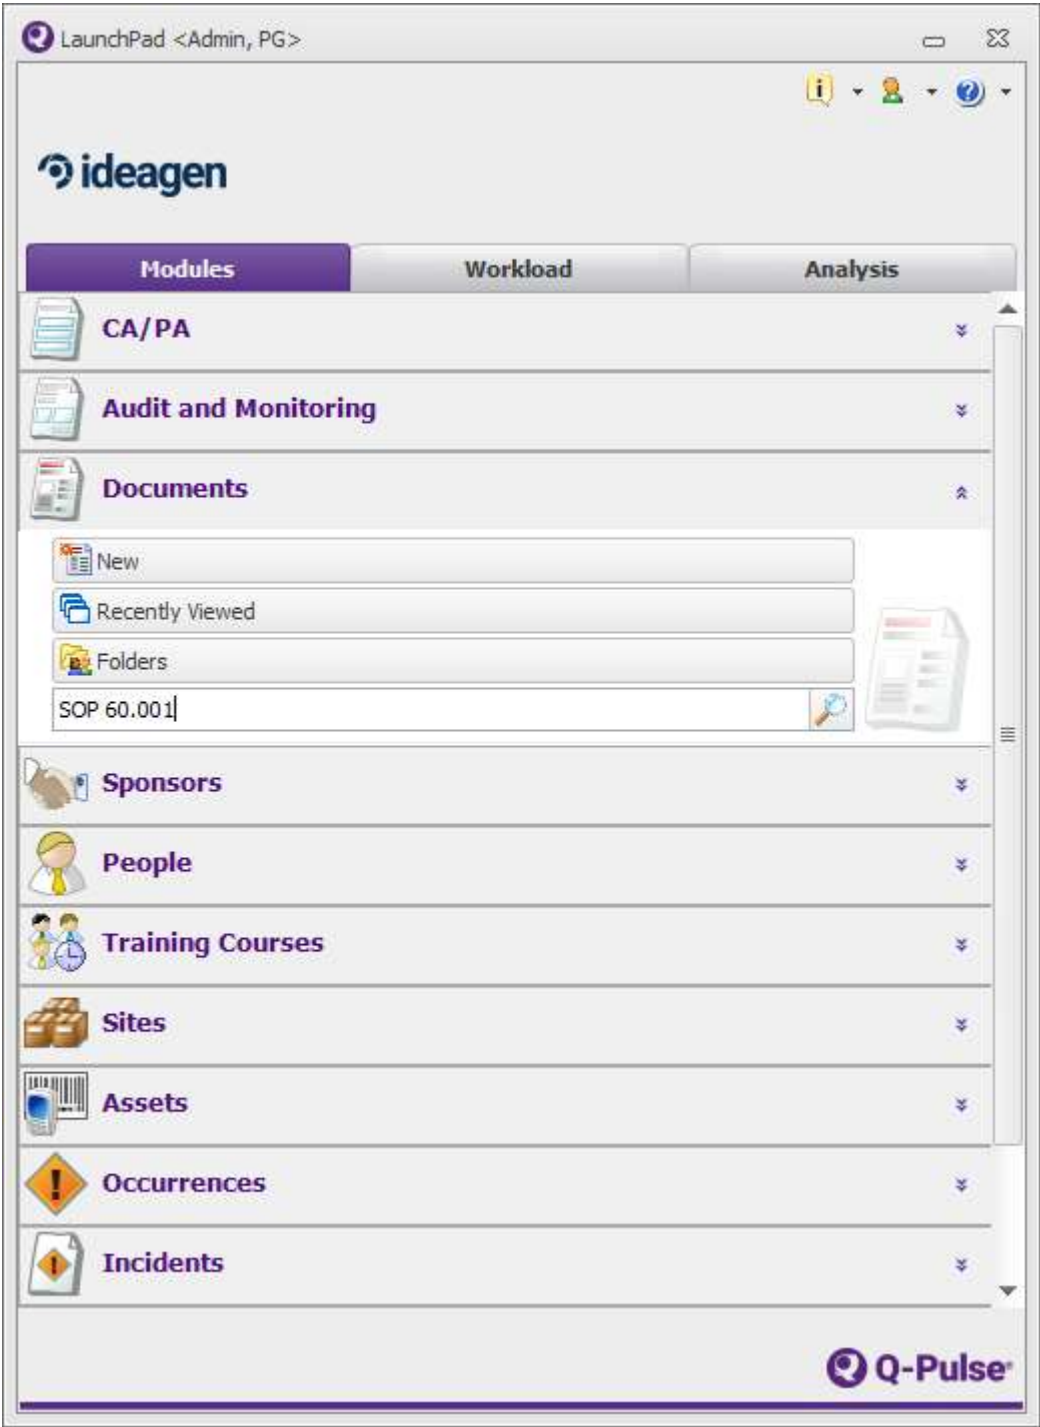 LaunchPad <Admin, PG>
ideagen
Modules Workload Analysis
CA/PA
Audit and Monitoring
Documents
New
Recently Viewed
Folders
SOP 60.001
Sponsors
People
Training Courses
Sites
Assets
Occurrences
Incidents
Q-Pulse®